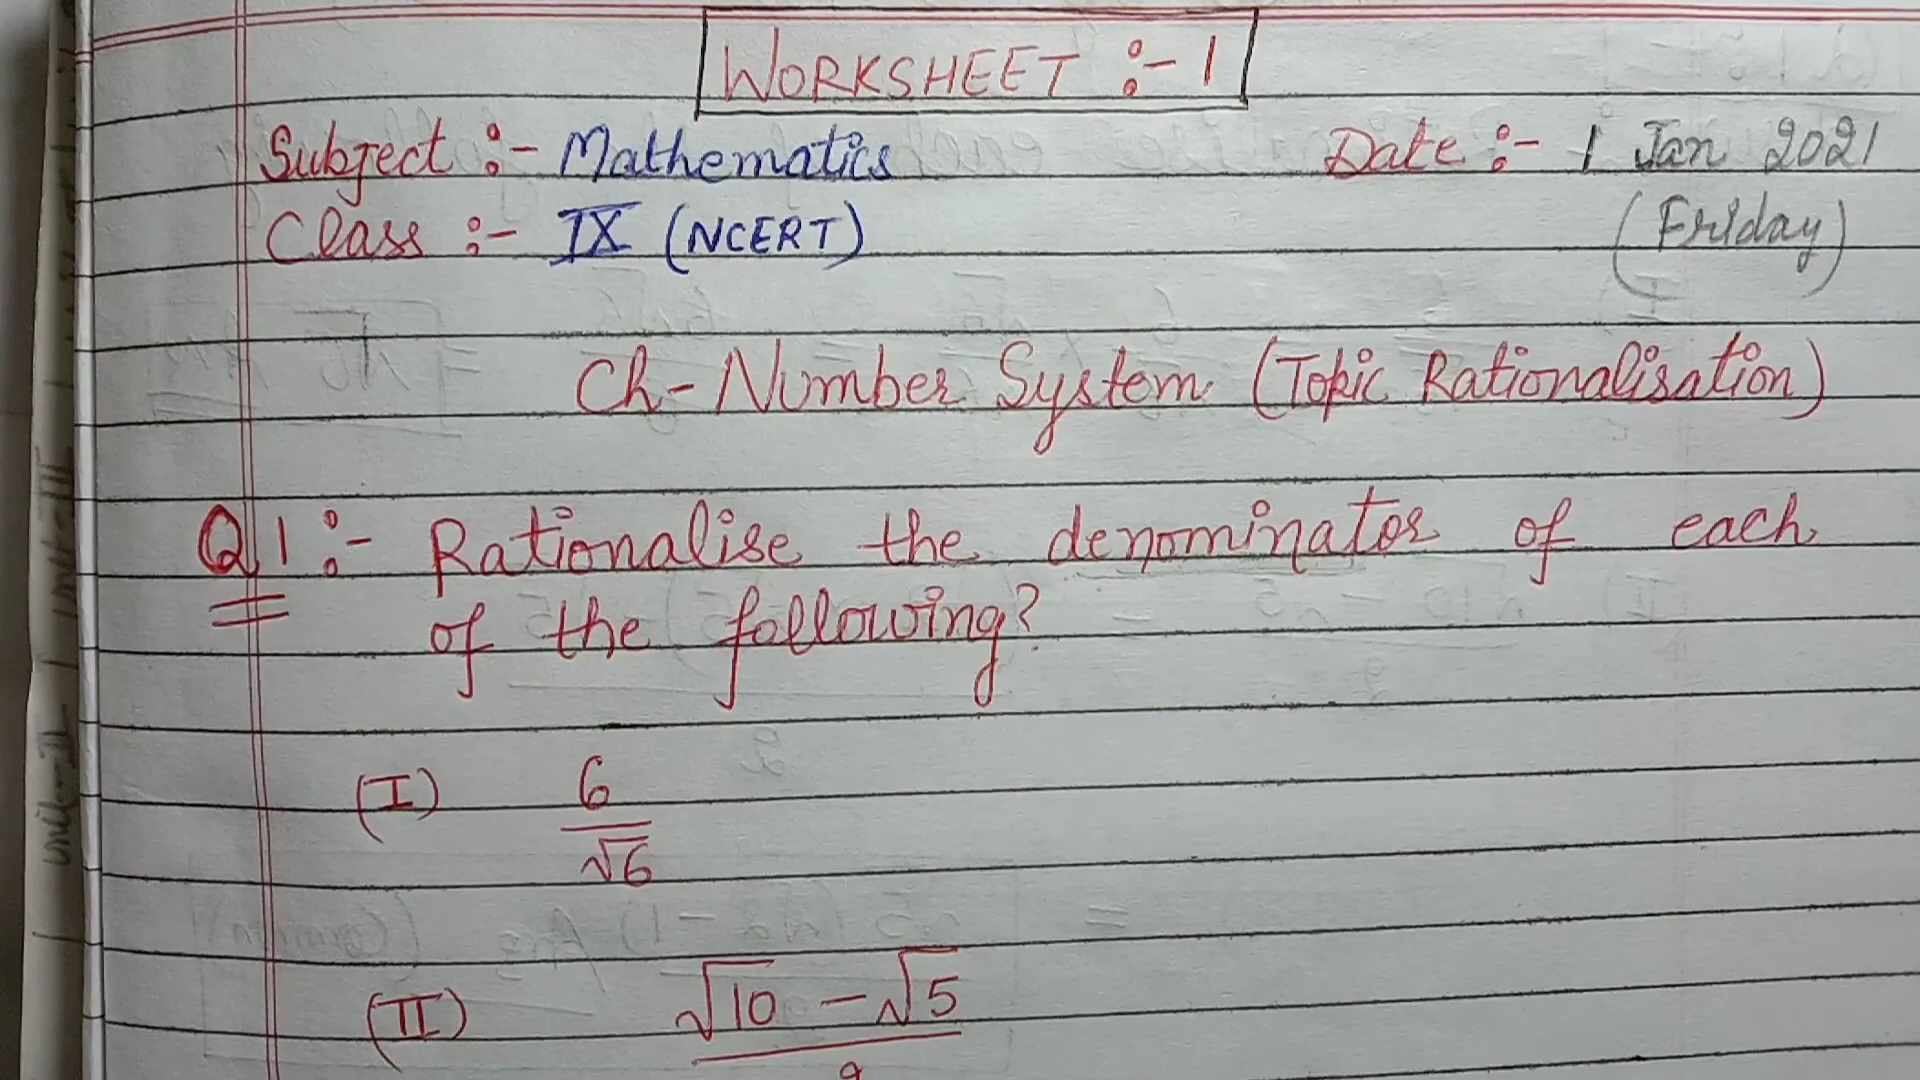 WORKSHEET :- 1
Subject :- Mathematics Date :- 1 Jan 2021
Class :- IX (NCERT) (Friday)
Ch- Number System (Topic Rationalisation)
Q1 :- Rationalise the denominator of each
of the following?
(I) 6
√6
(II) √10 - √5